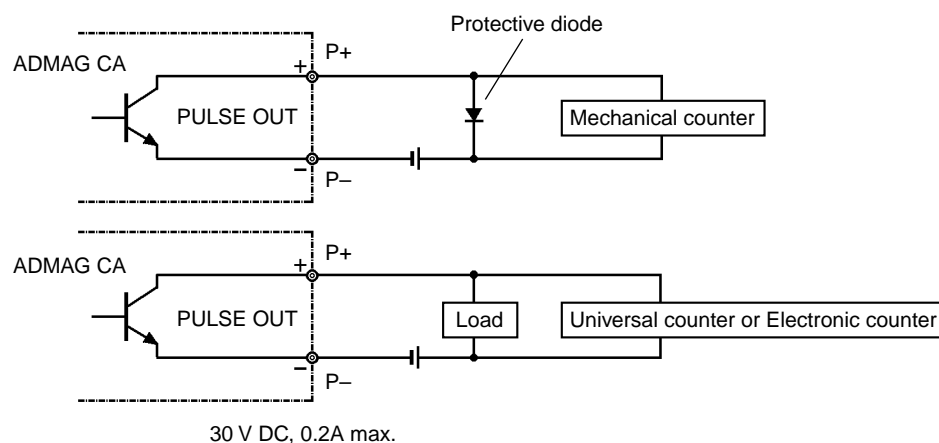 Protective diode
P+
ADMAG CA
+
PULSE OUT
Mechanical counter
−
P–
P+
ADMAG CA
+
PULSE OUT
Load
Universal counter or Electronic counter
−
P–
30 V DC, 0.2A max.